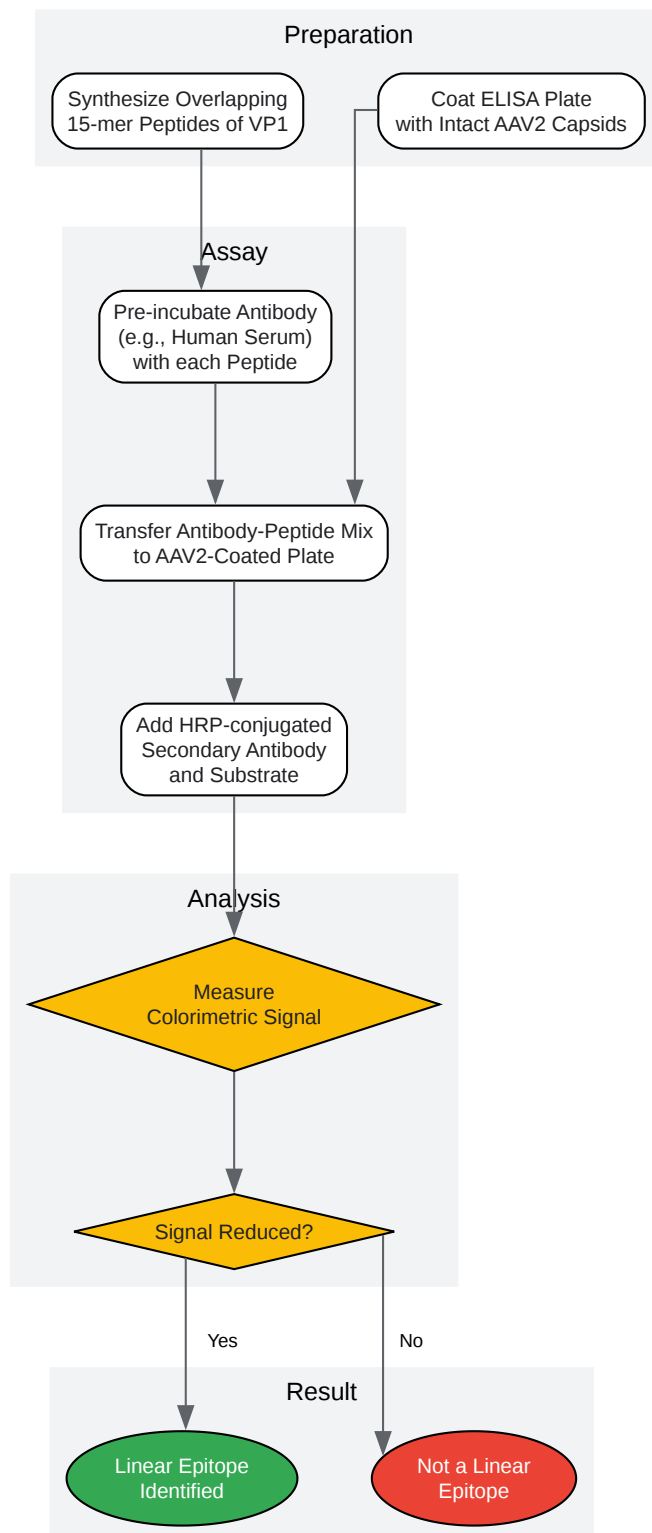 Preparation
Synthesize Overlapping
15-mer Peptides of VP1
Coat ELISA Plate
with Intact AAV2 Capsids
Assay
Pre-incubate Antibody
(e.g., Human Serum)
with each Peptide
Transfer Antibody-Peptide Mix
to AAV2-Coated Plate
Add HRP-conjugated
Secondary Antibody
and Substrate
Analysis
Measure
Colorimetric Signal
Signal Reduced?
Yes
No
Result
Linear Epitope
Identified
Not a Linear
Epitope